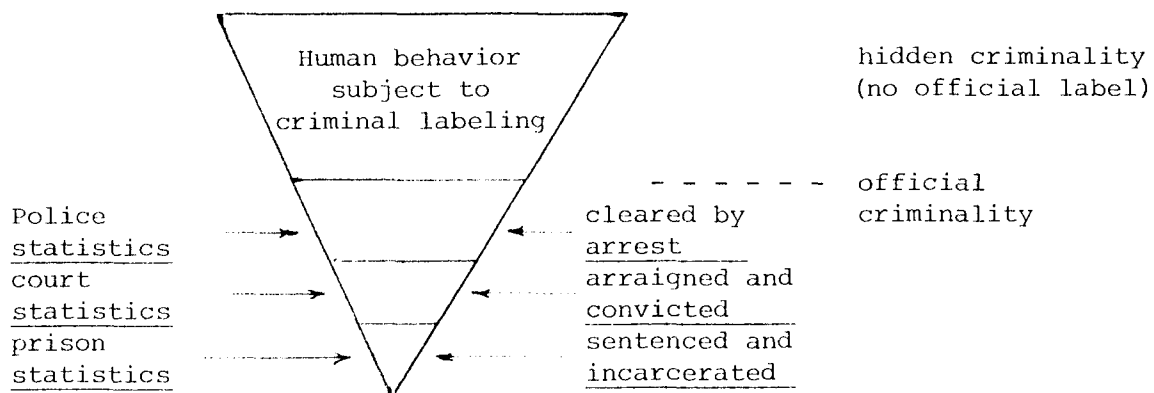 Human behavior
subject to
criminal labeling
hidden criminality
(no official label)
official
criminality
Police
statistics
court
statistics
prison
statistics
cleared by
arrest
arraigned and
convicted
sentenced and
incarcerated